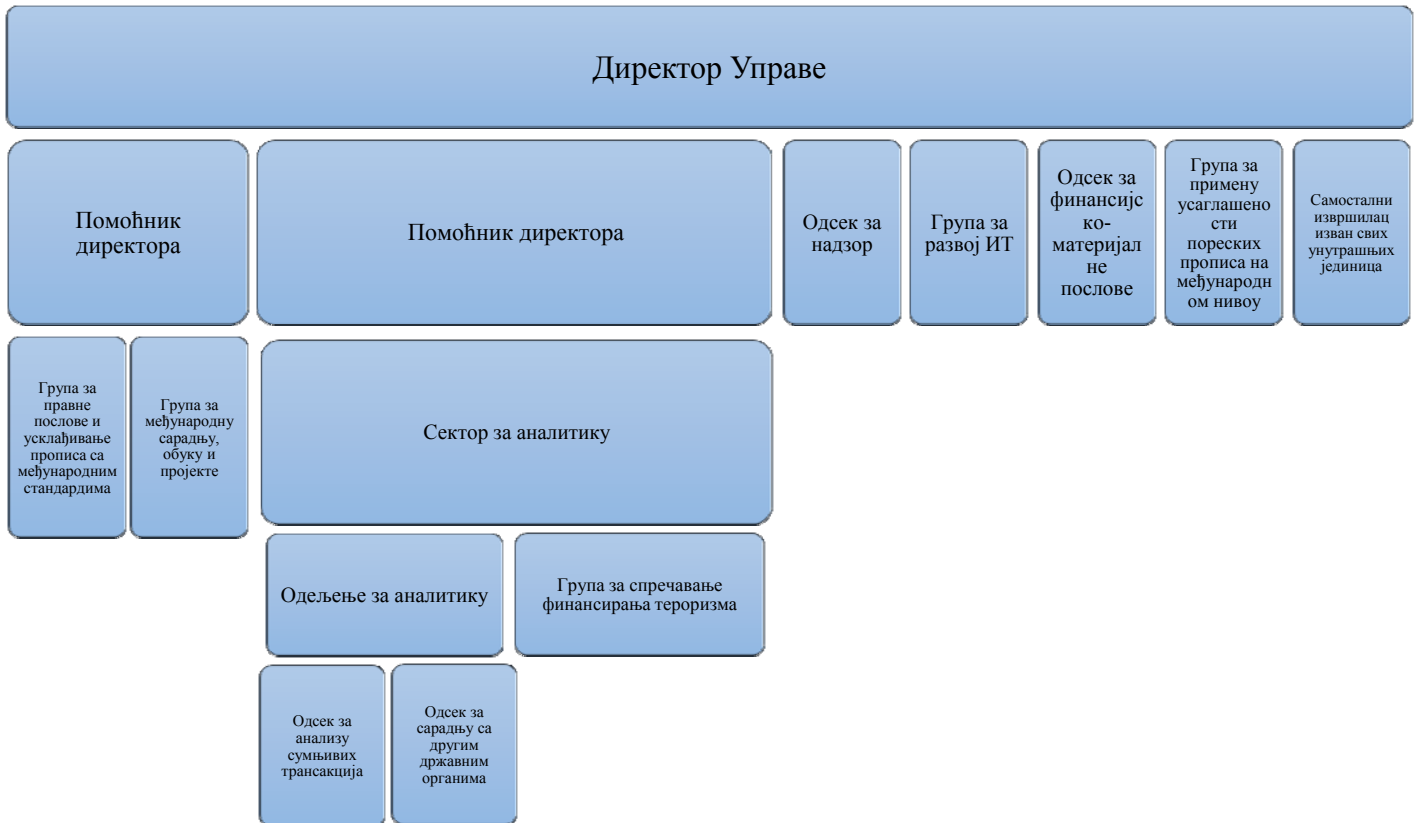 Директор Управе
Помоћник
директора
Помоћник директора
Одсек за
надзор
Група за
развој ИТ
Одсек за
финансијс
ко-
материјал
не
послове
Група за
примену
усаглашено
сти
пореских
прописа на
међународн
ом нивоу
Самостални
извршилац
изван свих
унутрашњих
јединица
Група за
правне
послове и
усклађивање
прописа са
међународним
стандардима
Група за
међународну
сарадњу,
обуку и
пројекте
Сектор за аналитику
Одељење за аналитику
Група за спречавање
финансирања тероризма
Одсек за
анализу
сумњивих
трансакција
Одсек за
сарадњу са
другим
државним
органима